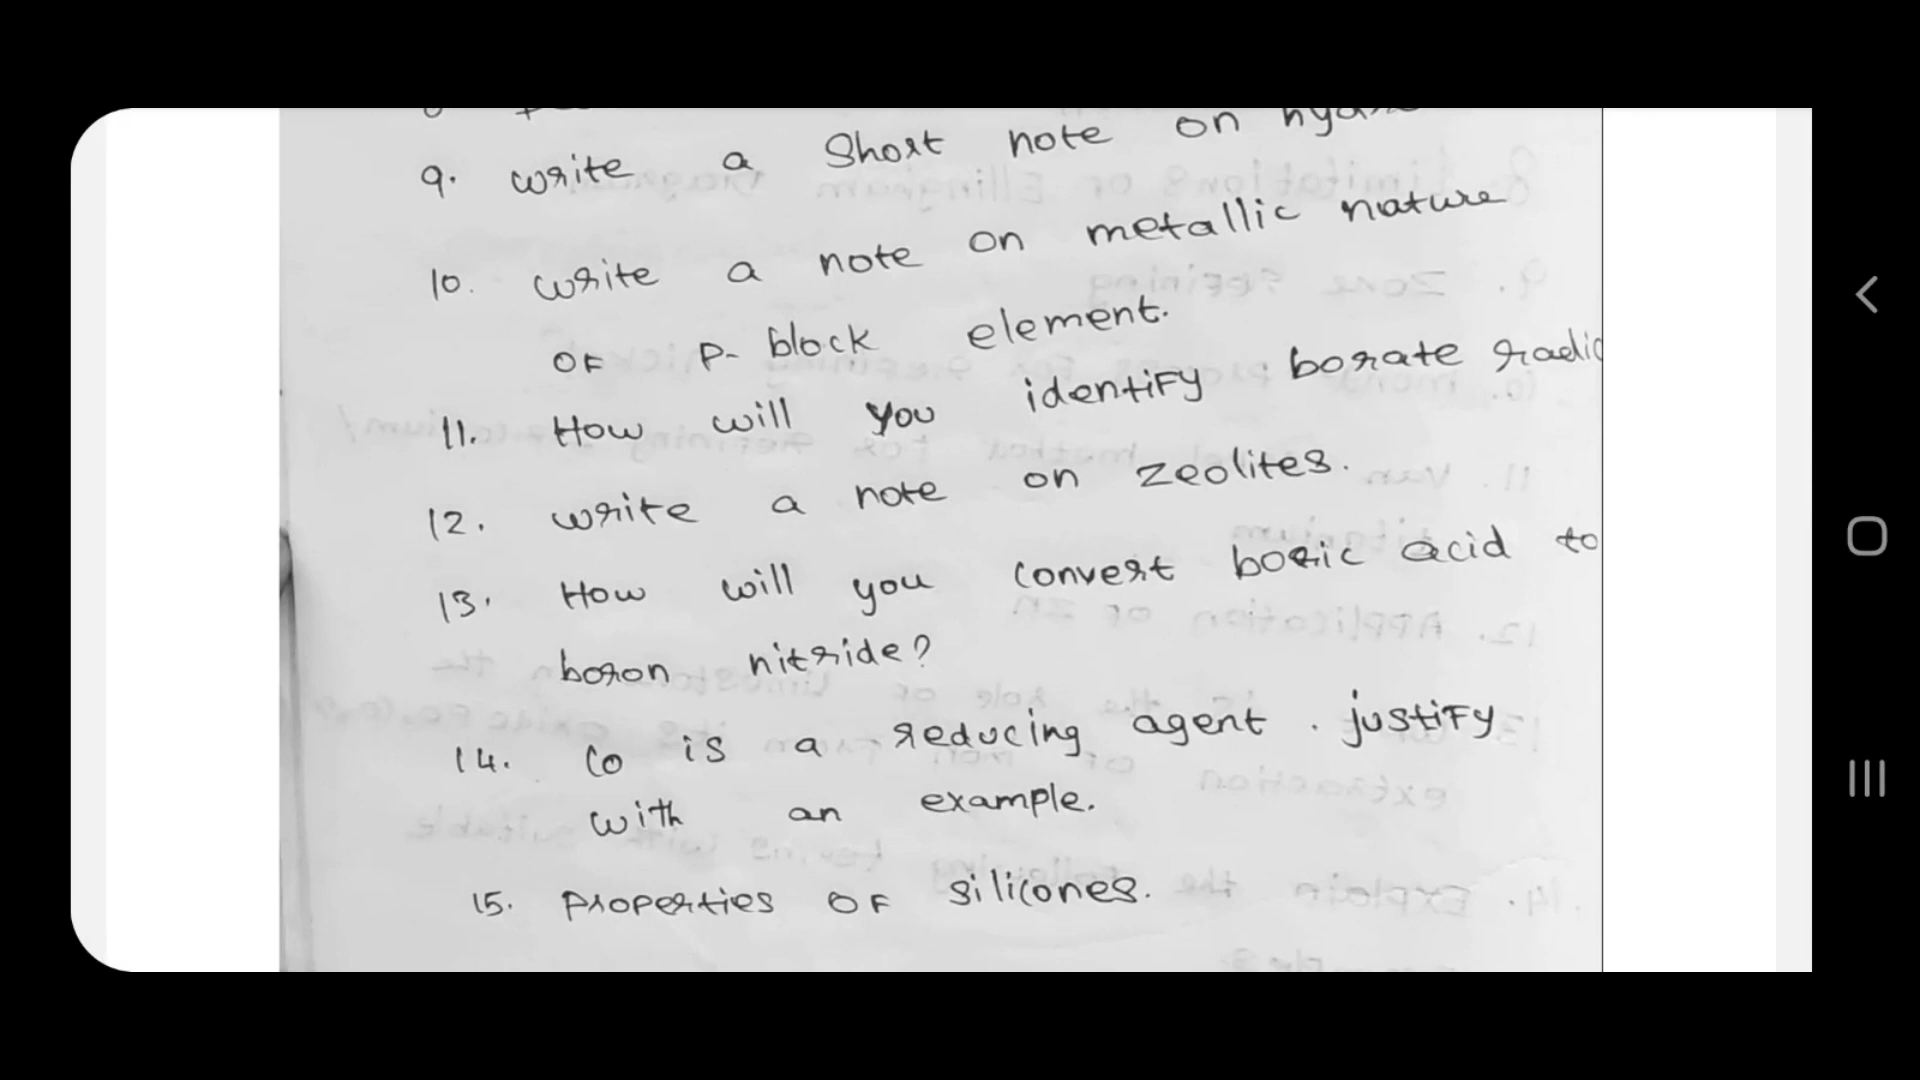 9. write a short note on
10. write a note on metallic nature
of p-block element.
11. How will you identify borate
12. write a note on zeolites.
13. How will you convert boric acid to
boron nitride?
14. Co is a reducing agent. justify
with an example.
15. properties of silicones.